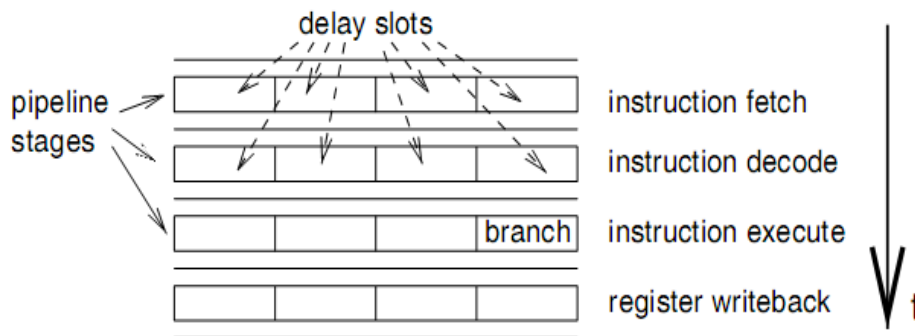 delay slots
pipeline
stages
instruction fetch
instruction decode
branch
instruction execute
register writeback
t